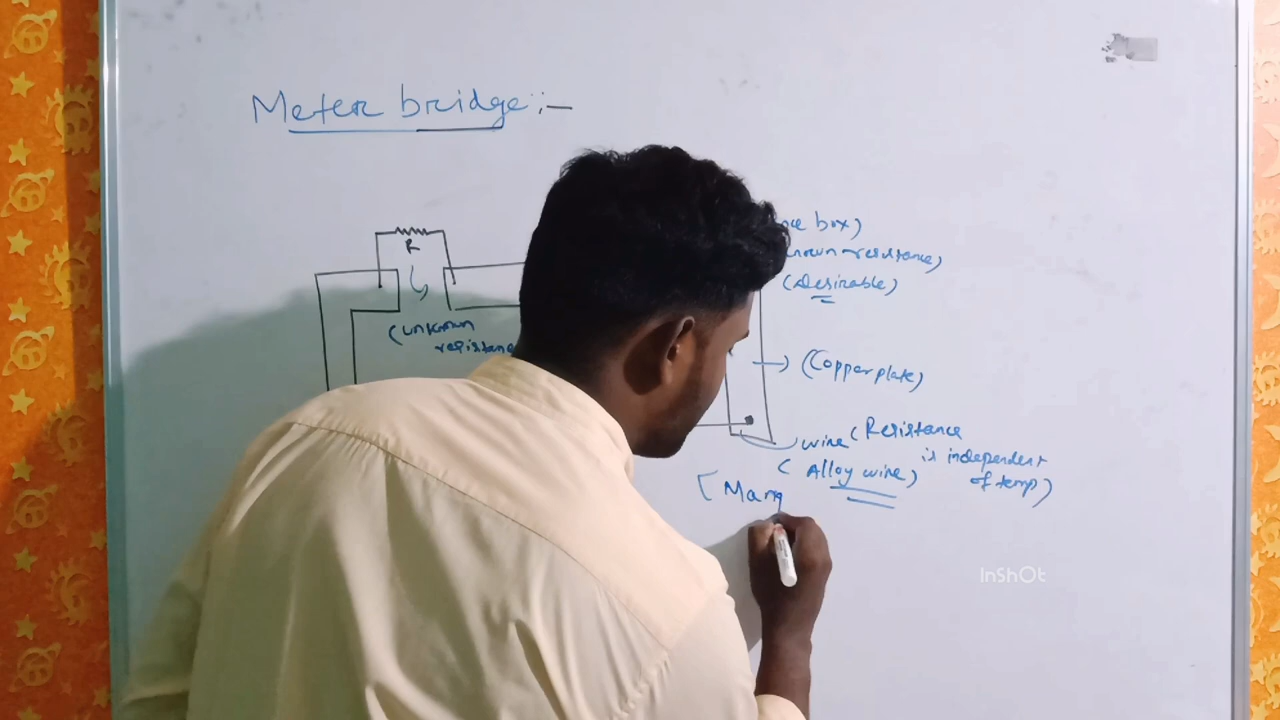 Meter bridge:-
R
(unknown
resistance
nce box)
nown resistance)
(desirable)
(Copper plate)
wire (Resistance
is independent
of temp)
(Alloy wire)
[Mang
InShOt